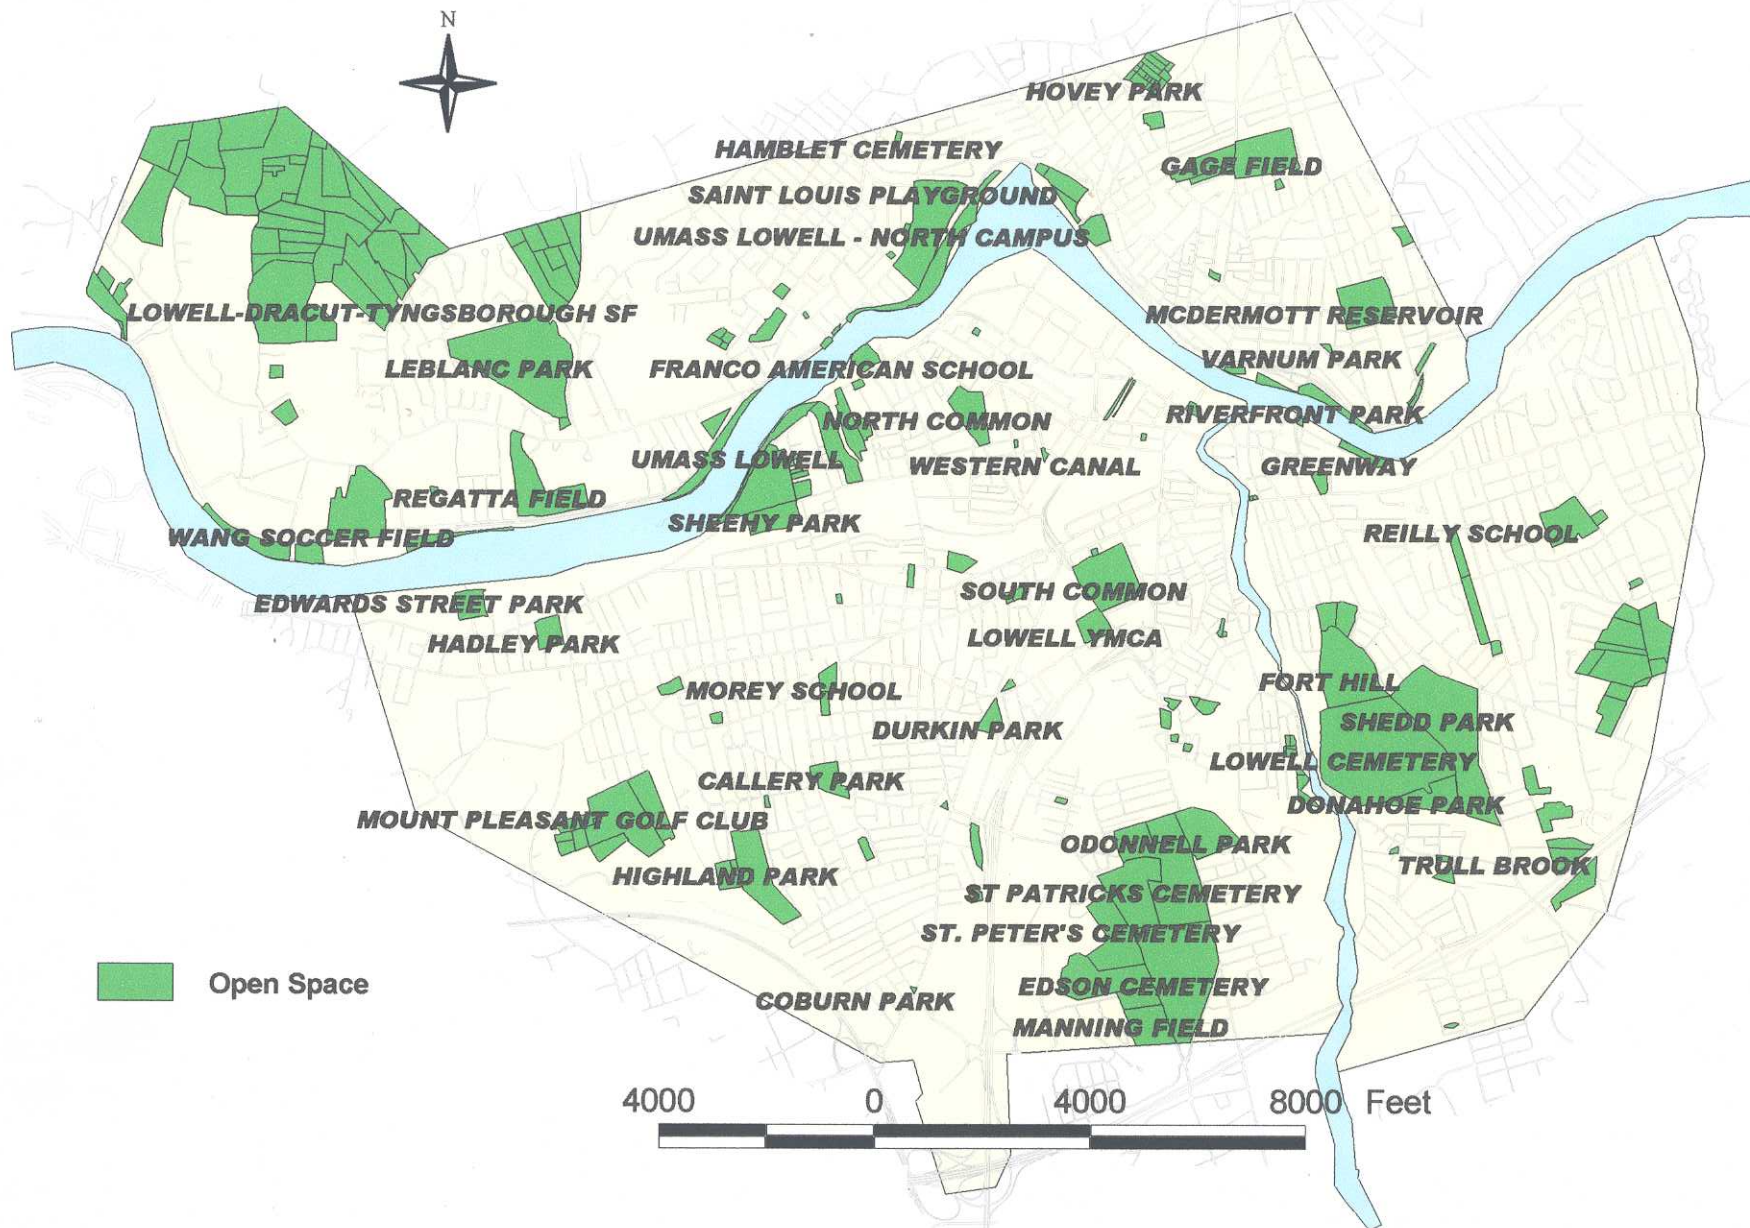 N
HOVEY PARK
HAMBLET CEMETERY
GAGE FIELD
SAINT LOUIS PLAYGROUND
UMASS LOWELL - NORTH CAMPUS
LOWELL-DRACUT-TYNGSBOROUGH SF
MCDERMOTT RESERVOIR
LEBLANC PARK
FRANCO AMERICAN SCHOOL
VARNUM PARK
NORTH COMMON
RIVERFRONT PARK
UMASS LOWELL
WESTERN CANAL
GREENWAY
REGATTA FIELD
SHEEHY PARK
WANG SOCCER FIELD
REILLY SCHOOL
EDWARDS STREET PARK
SOUTH COMMON
HADLEY PARK
LOWELL YMCA
MOREY SCHOOL
FORT HILL
DURKIN PARK
SHEDD PARK
CALLERY PARK
LOWELL CEMETERY
MOUNT PLEASANT GOLF CLUB
DONAHOE PARK
ODONNELL PARK
HIGHLAND PARK
TRULL BROOK
ST PATRICKS CEMETERY
ST. PETER'S CEMETERY
Open Space
EDSON CEMETERY
COBURN PARK
MANNING FIELD
4000 0 4000 8000 Feet